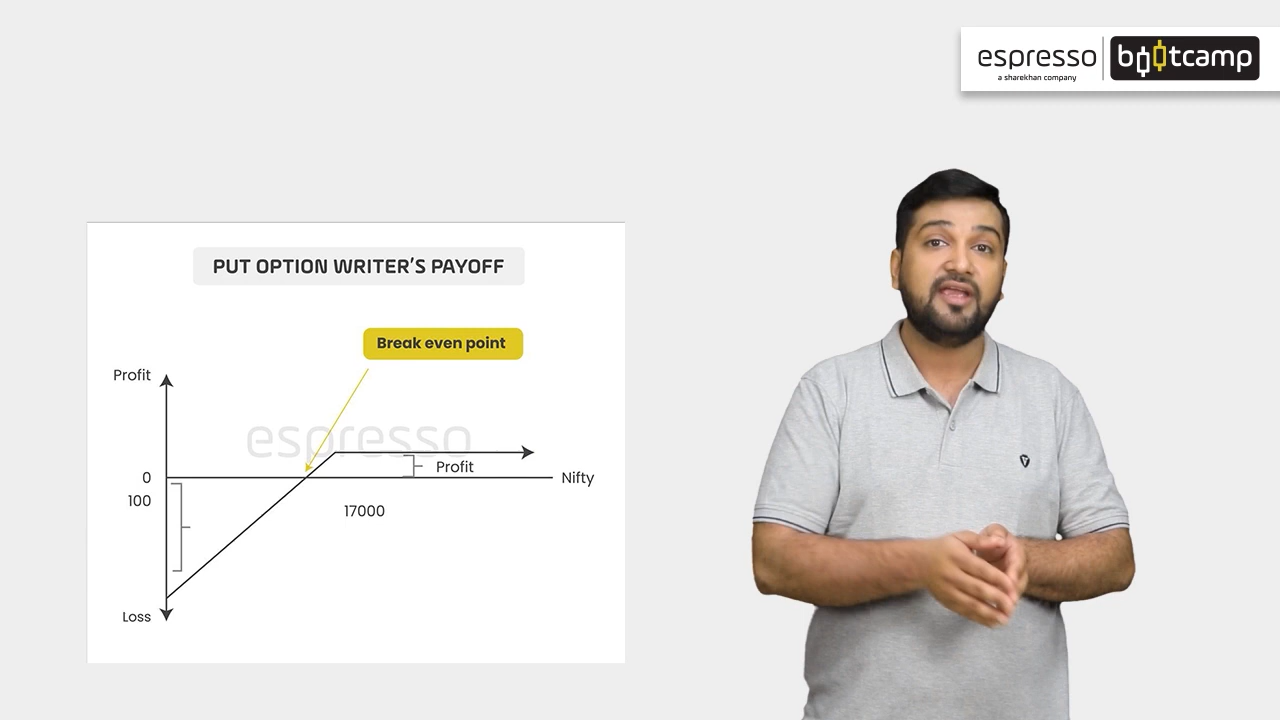 espresso bootcamp
a sharekhan company
PUT OPTION WRITER'S PAYOFF
Break even point
Profit
espresso
Profit
0
Nifty
100
17000
Loss